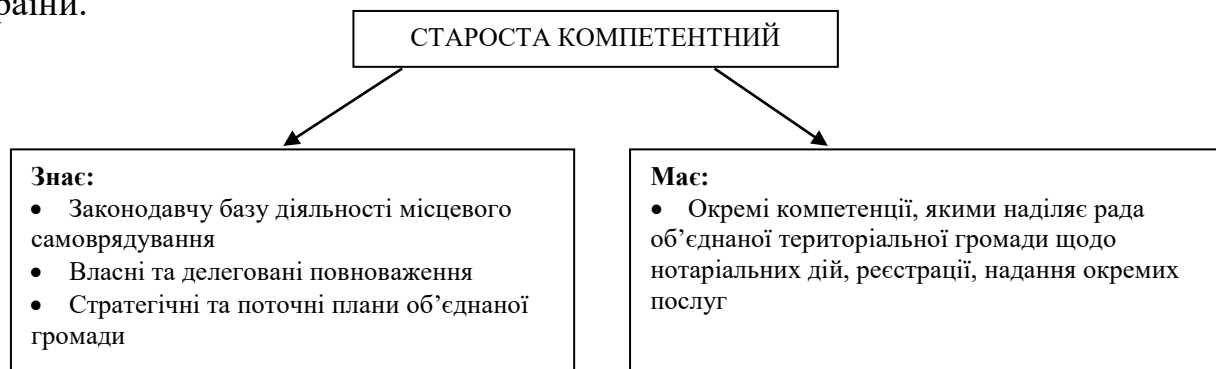 раїни.
СТАРОСТА КОМПЕТЕНТНИЙ
Знає:
• Законодавчу базу діяльності місцевого
самоврядування
• Власні та делеговані повноваження
• Стратегічні та поточні плани об’єднаної
громади
Має:
• Окремі компетенції, якими наділяє рада
об’єднаної територіальної громади щодо
нотаріальних дій, реєстрації, надання окремих
послуг